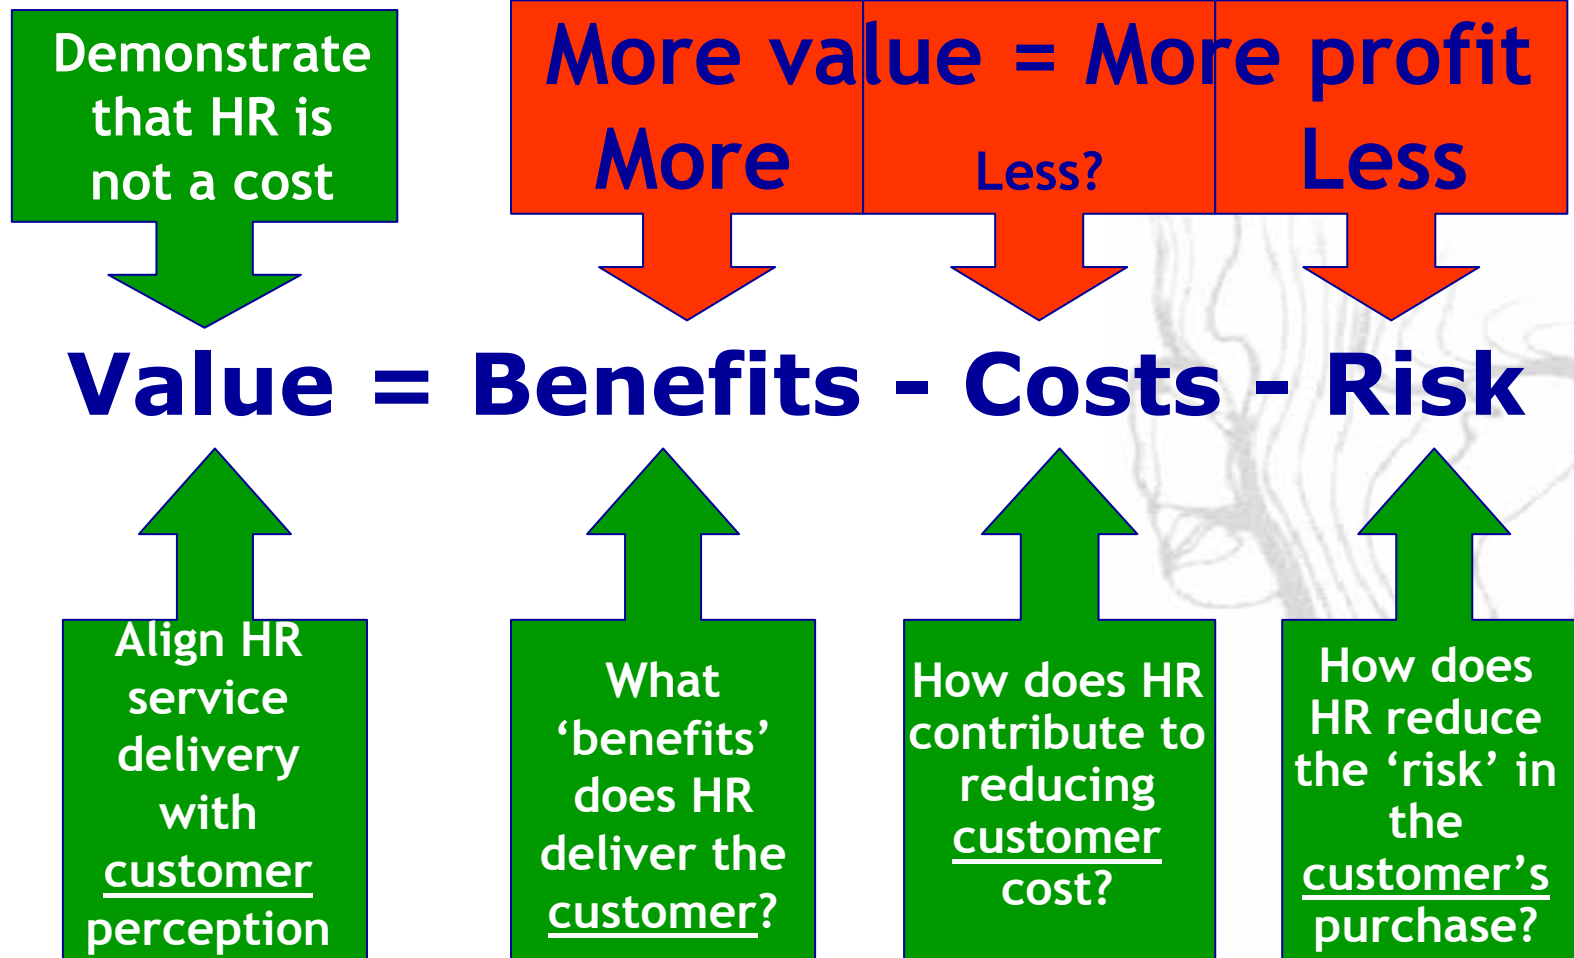 Demonstrate
that HR is
not a cost
More value = More profit
More
Less?
Less
Value = Benefits - Costs - Risk
Align HR
service
delivery
with
customer
perception
What
‘benefits’
does HR
deliver the
customer?
How does HR
contribute to
reducing
customer
cost?
How does
HR reduce
the ‘risk’ in
the
customer’s
purchase?